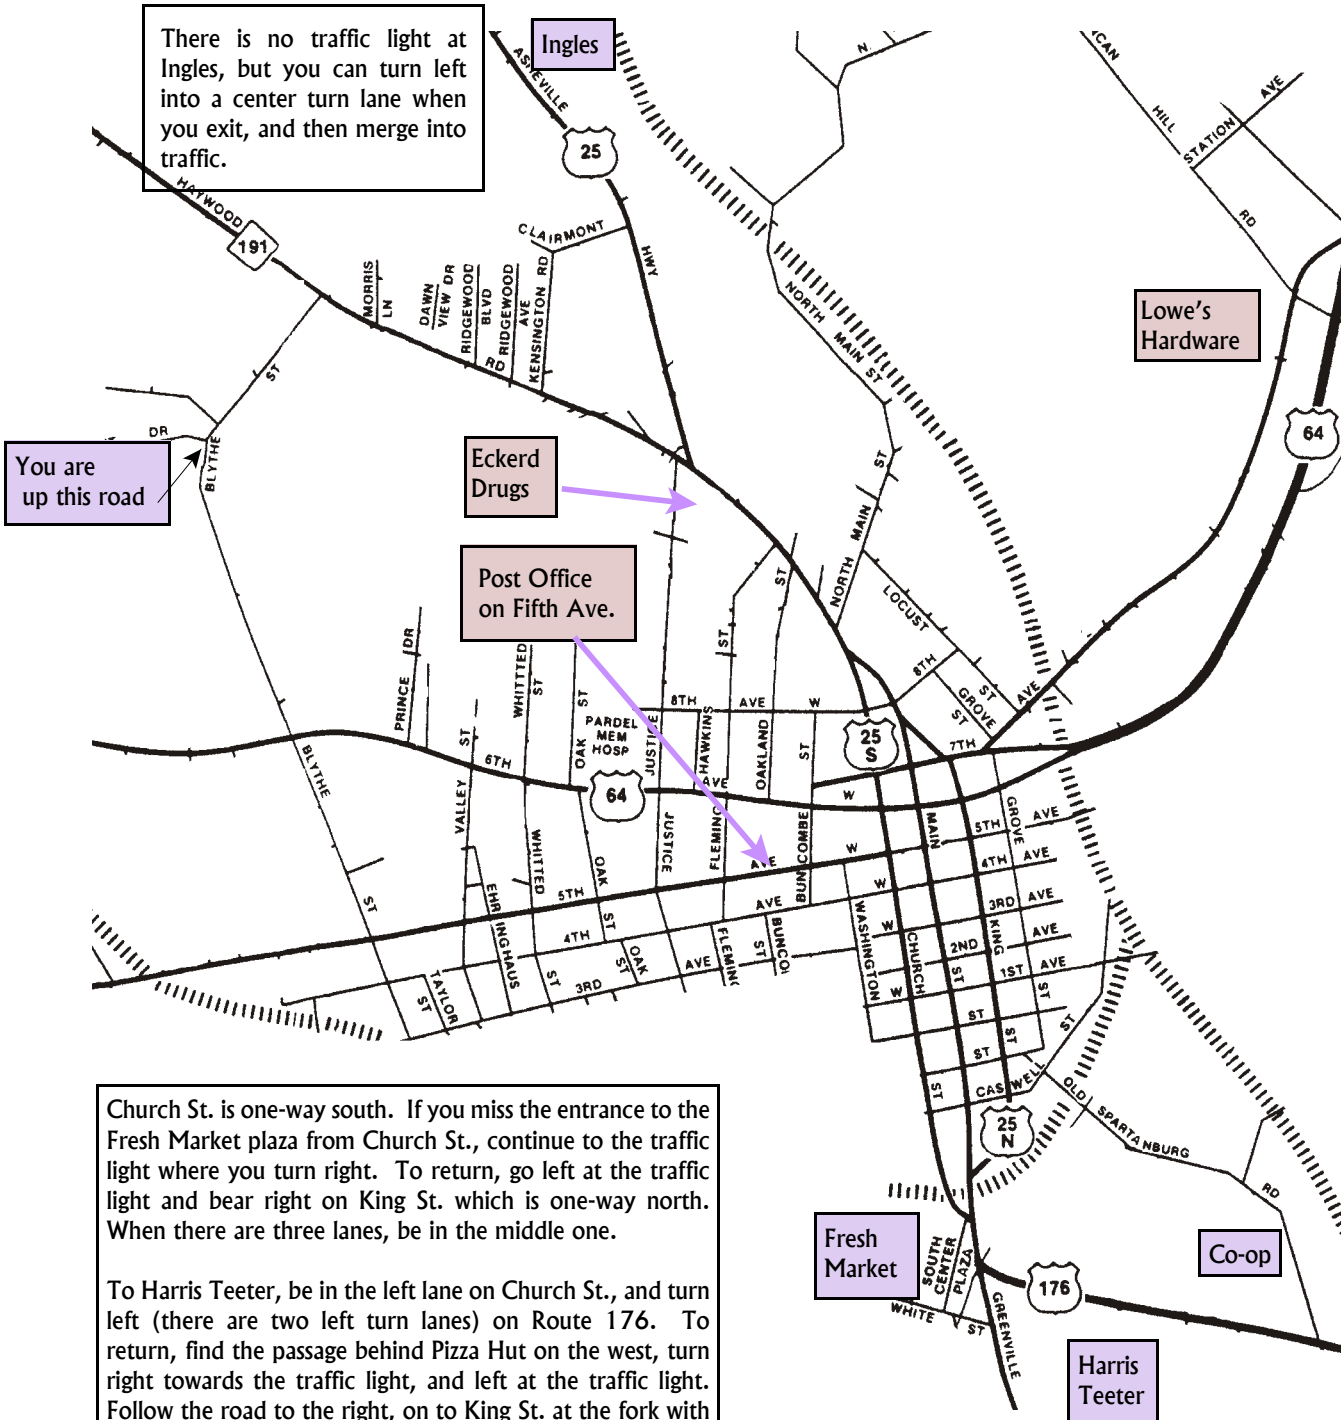 There is no traffic light at
Ingles, but you can turn left
into a center turn lane when
you exit, and then merge into
traffic.
Ingles
ASHEVILLE
25
HWY
N.
HILL
RD
STATION
AVE
HAYWOOD
191
RD
CLAIRMONT
MORRIS
LN
DAWN
VIEW DR
RIDGEWOOD
BLVD
RIDGEWOOD
AVE
KENSINGTON RD
NORTH MAIN ST
Lowe's
Hardware
64
ST
DR
BLYTHE
You are
up this road
Eckerd
Drugs
Post Office
on Fifth Ave.
NORTH MAIN ST
LOCUST
ST
8TH
GROVE
ST
AVE
7TH
PRINCE DR
WHITTTED
ST
OAK ST
PARDEL
MEM
HOSP
JUSTICE
ST
ST
8TH AVE W
HAWKINS
OAKLAND
ST
25
S
BLYTHE
ST
VALLEY ST
6TH
64
AVE
W
WHITTED
ST
OAK
ST
JUSTICE
FLEMING
BUNCOMBE
MAIN
ST
GROVE
ST
5TH
AVE
W
5TH
AVE
4TH
AVE
W
4TH
AVE
3RD
AVE
W
3RD
AVE
2ND
AVE
W
1ST
AVE
EHRINGHAUS
TAYLOR
ST
OAK
ST
ST
WASHINGTON
CHURCH
ST
KING
ST
ST
ST
CASWELL
ST
25
N
OLD SPARTANBURG RD
Church St. is one-way south. If you miss the entrance to the
Fresh Market plaza from Church St., continue to the traffic
light where you turn right. To return, go left at the traffic
light and bear right on King St. which is one-way north.
When there are three lanes, be in the middle one.
To Harris Teeter, be in the left lane on Church St., and turn
left (there are two left turn lanes) on Route 176. To
return, find the passage behind Pizza Hut on the west, turn
right towards the traffic light, and left at the traffic light.
Follow the road to the right, on to King St. at the fork with
Fresh
Market
SOUTH
CENTER
PLAZA
WHITE ST
GREENVILLE
176
Co-op
Harris
Teeter